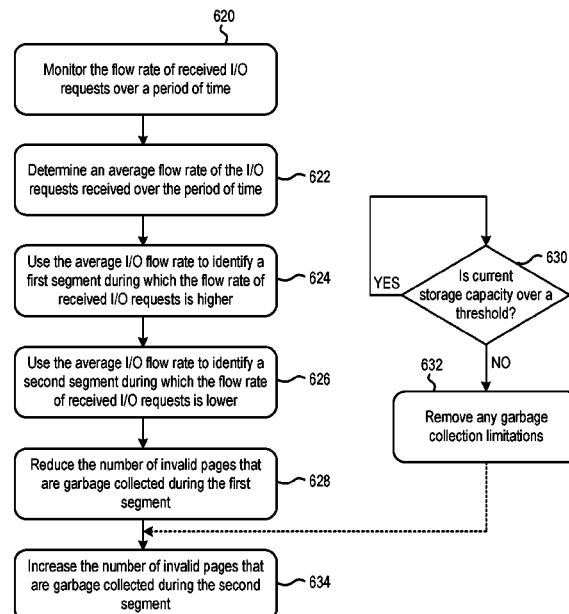 620
Monitor the flow rate of received I/O
requests over a period of time
Determine an average flow rate of the I/O
requests received over the period of time
622
Use the average I/O flow rate to identify a
first segment during which the flow rate of
received I/O requests is higher
624
Use the average I/O flow rate to identify a
second segment during which the flow rate
of received I/O requests is lower
626
Reduce the number of invalid pages that
are garbage collected during the first
segment
628
Increase the number of invalid pages that
are garbage collected during the second
segment
634
630
Is current
storage capacity over a
threshold?
YES
NO
632
Remove any garbage
collection limitations